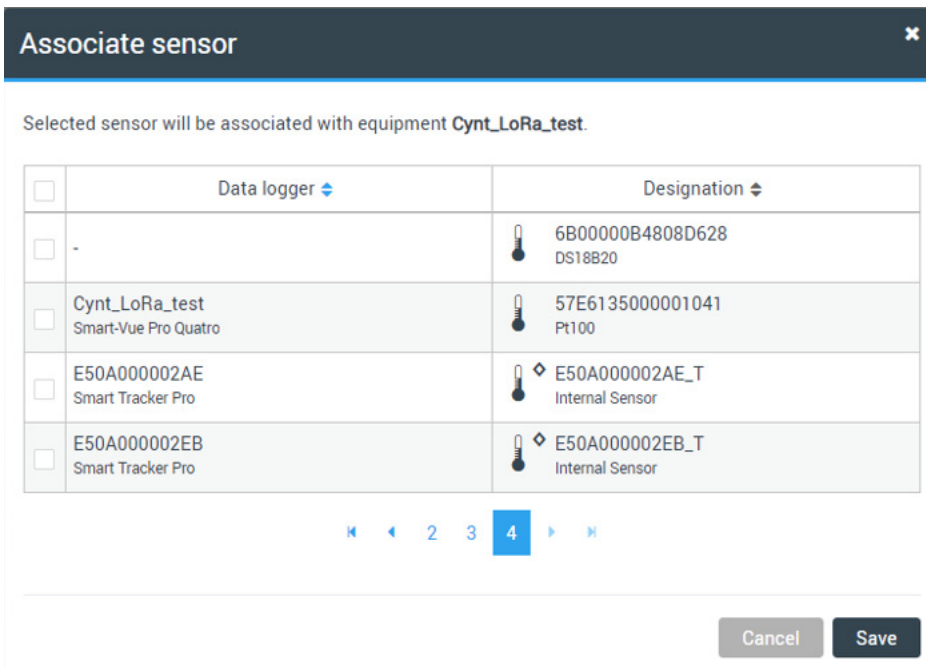 Associate sensor
Selected sensor will be associated with equipment Cynt_LoRa_test.
Data logger Designation
- 6B00000B4808D628
DS18B20
Cynt_LoRa_test 57E6135000001041
Smart-Vue Pro Quatro Pt100
E50A000002AE E50A000002AE_T
Smart Tracker Pro Internal Sensor
E50A000002EB E50A000002EB_T
Smart Tracker Pro Internal Sensor
2 3 4
Cancel Save